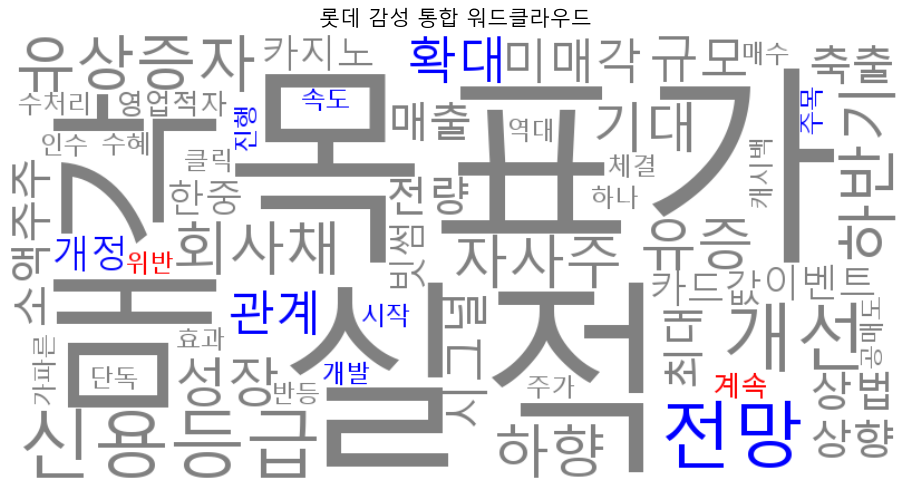 롯데 감성 통합 워드클라우드
유상증자
카지노
확대
미매각
규모
매수
축출
수처리
영업적자
속도
진행
목표가
매출
역대
기대
주목
하반기
인수
수혜
클릭
몸값
한중
전량
체결
하나
캐시백
소액주주
개정
위반
회사채
빗썸
자사주
유증
카드값
이벤트
관계
시작
실적
시그널
최대
개선
공매도
효과
가파른
단독
성장
반등
개발
주가
계속
상법
신용등급
하향
전망
상향